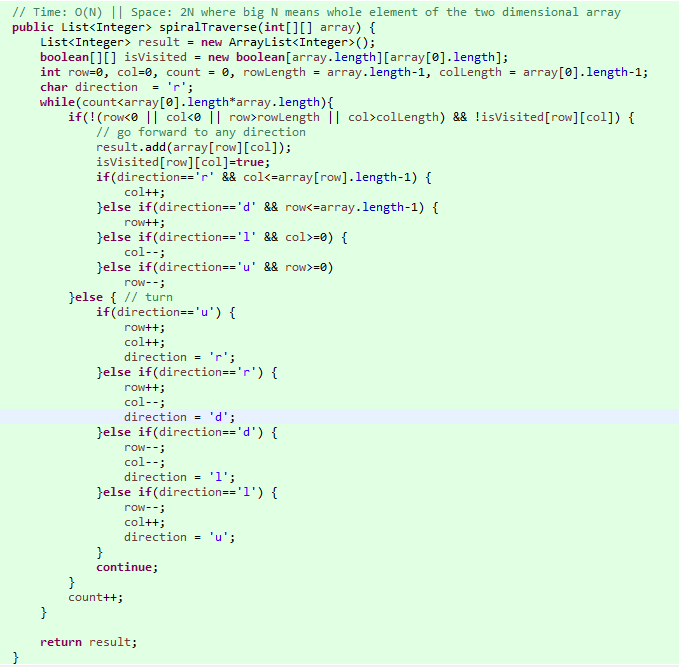 // Time: O(N) || Space: 2N where big N means whole element of the two dimensional array
public List<Integer> spiralTraverse(int[][] array) {
    List<Integer> result = new ArrayList<Integer>();
    boolean[][] isVisited = new boolean[array.length][array[0].length];
    int row=0, col=0, count = 0, rowLength = array.length-1, colLength = array[0].length-1;
    char direction  = 'r';
    while(count<array[0].length*array.length){
        if(!(row<0 || col<0 || row>rowLength || col>colLength) && !isVisited[row][col]) {
            // go forward to any direction
            result.add(array[row][col]);
            isVisited[row][col]=true;
            if(direction=='r' && col<=array[row].length-1) {
                col++;
            }else if(direction=='d' && row<=array.length-1) {
                row++;
            }else if(direction=='l' && col>=0) {
                col--;
            }else if(direction=='u' && row>=0)
                row--;
        }else { // turn
            if(direction=='u') {
                row++;
                col++;
                direction = 'r';
            }else if(direction=='r') {
                row++;
                col--;
                direction = 'd';
            }else if(direction=='d') {
                row--;
                col--;
                direction = 'l';
            }else if(direction=='l') {
                row--;
                col++;
                direction = 'u';
            }
            continue;
        }
        count++;
    }

    return result;
}